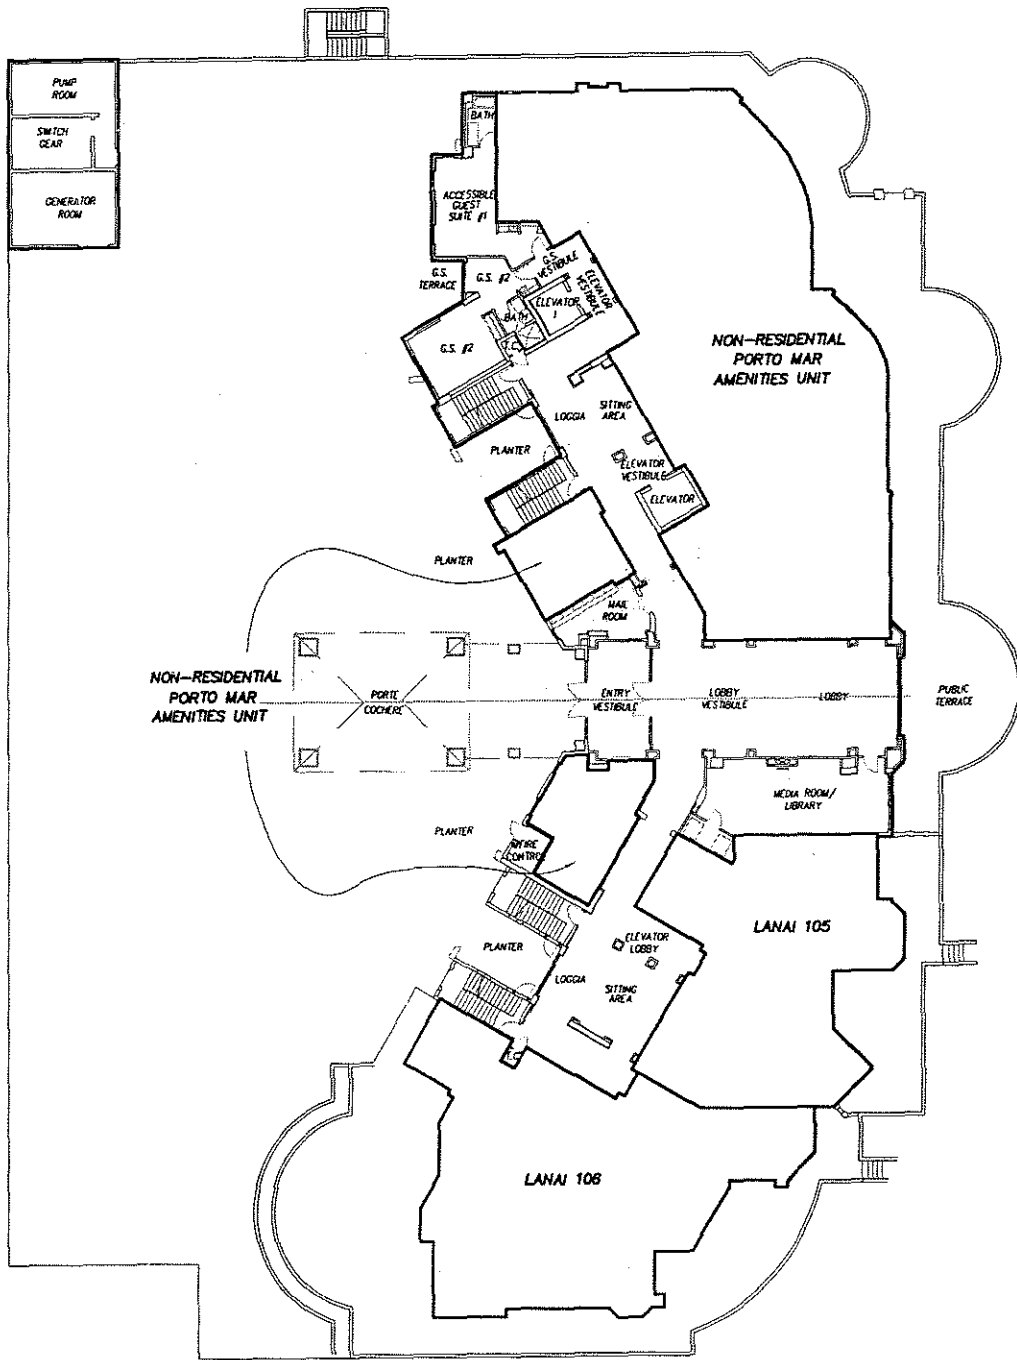 PUMP
ROOM
SWITCH
GEAR
GENERATOR
ROOM
BATH
ACCESSIBLE
GUEST
SUITE #1
G.S.
TERRACE
G.S. #2
G.S.
VESTIBULE
ELEVATOR
VESTIBULE
ELEVATOR
1
BATH
G.S. #2
T.C.
NON-RESIDENTIAL
PORTO MAR
AMENITIES UNIT
LOGGIA
SITTING
AREA
PLANTER
ELEVATOR
VESTIBULE
ELEVATOR
PLANTER
MAIL
ROOM
NON-RESIDENTIAL
PORTO MAR
AMENITIES UNIT
PORTE
COCHERE
ENTRY
VESTIBULE
LOBBY
VESTIBULE
LOBBY
PUBLIC
TERRACE
MEDIA ROOM/
LIBRARY
PLANTER
FIRE
CONTROL
LANAI 105
PLANTER
ELEVATOR
LOBBY
LOGGIA
SITTING
AREA
LANAI 106